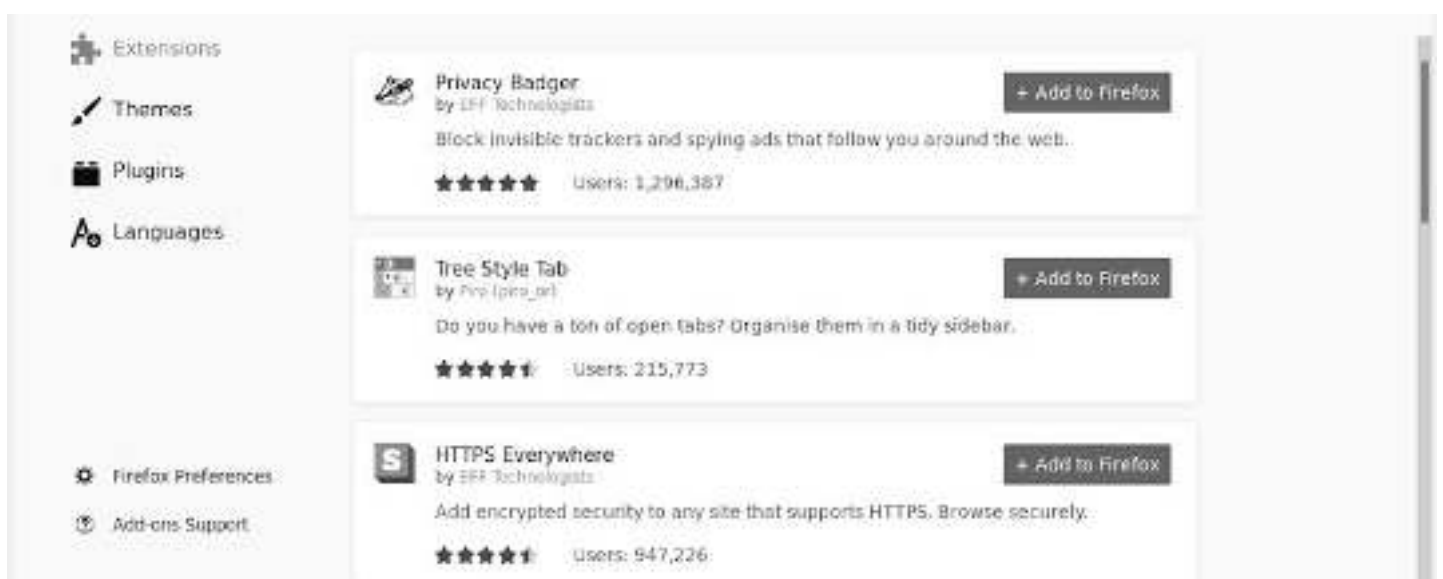 Extensions
Themes
Plugins
Languages
Firefox Preferences
Add-ons Support
Privacy Badger
+ Add to Firefox
by EFF Technologists
Block invisible trackers and spying ads that follow you around the web.
Users: 1,296,387
Tree Style Tab
+ Add to Firefox
by Piro (piro_or)
Do you have a ton of open tabs? Organise them in a tidy sidebar.
Users: 215,773
S
HTTPS Everywhere
+ Add to Firefox
by EFF Technologists
Add encrypted security to any site that supports HTTPS. Browse securely.
Users: 947,226